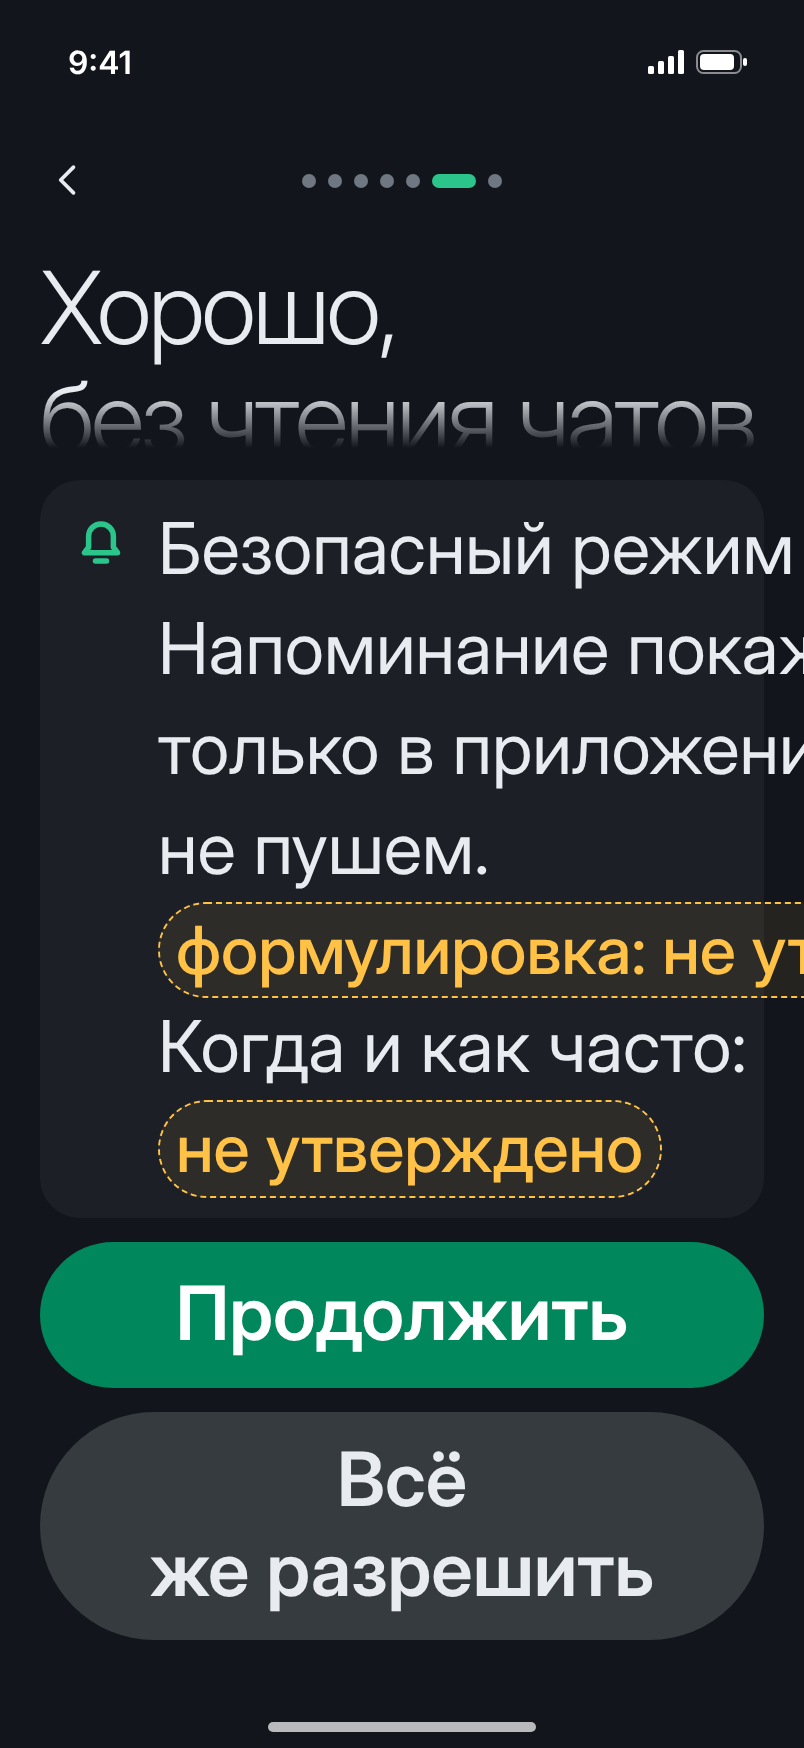 9:41
Хорошо,
без чтения чатов
Безопасный режим
Напоминание пока
только в приложени
не пушем.
формулировка: не ут
Когда и как часто:
не утверждено
Продолжить
Всё
же разрешить